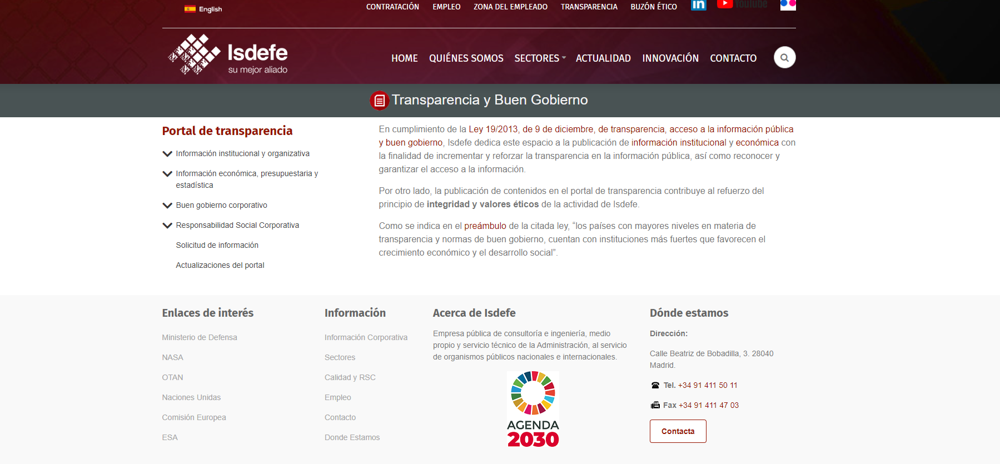 English
CONTRATACIÓN EMPLEO ZONA DEL EMPLEADO TRANSPARENCIA BUZÓN ÉTICO in YouTube
Isdefe
su mejor aliado
HOME QUIÉNES SOMOS SECTORES ACTUALIDAD INNOVACIÓN CONTACTO
Transparencia y Buen Gobierno
Portal de transparencia
Información institucional y organizativa
Información económica, presupuestaria y
estadística
Buen gobierno corporativo
Responsabilidad Social Corporativa
Solicitud de información
Actualizaciones del portal
En cumplimiento de la Ley 19/2013, de 9 de diciembre, de transparencia, acceso a la información pública
y buen gobierno, Isdefe dedica este espacio a la publicación de información institucional y económica con
la finalidad de incrementar y reforzar la transparencia en la información pública, así como reconocer y
garantizar el acceso a la información.
Por otro lado, la publicación de contenidos en el portal de transparencia contribuye al refuerzo del
principio de integridad y valores éticos de la actividad de Isdefe.
Como se indica en el preámbulo de la citada ley, “los países con mayores niveles en materia de
transparencia y normas de buen gobierno, cuentan con instituciones más fuertes que favorecen el
crecimiento económico y el desarrollo social”.
Enlaces de interés
Ministerio de Defensa
NASA
OTAN
Naciones Unidas
Comisión Europea
ESA
Información
Información Corporativa
Sectores
Calidad y RSC
Empleo
Contacto
Donde Estamos
Acerca de Isdefe
Empresa pública de consultoría e ingeniería, medio
propio y servicio técnico de la Administración, al servicio
de organismos públicos nacionales e internacionales.
AGENDA
2030
Dónde estamos
Dirección:
Calle Beatriz de Bobadilla, 3. 28040
Madrid.
Tel. +34 91 411 50 11
Fax +34 91 411 47 03
Contacta